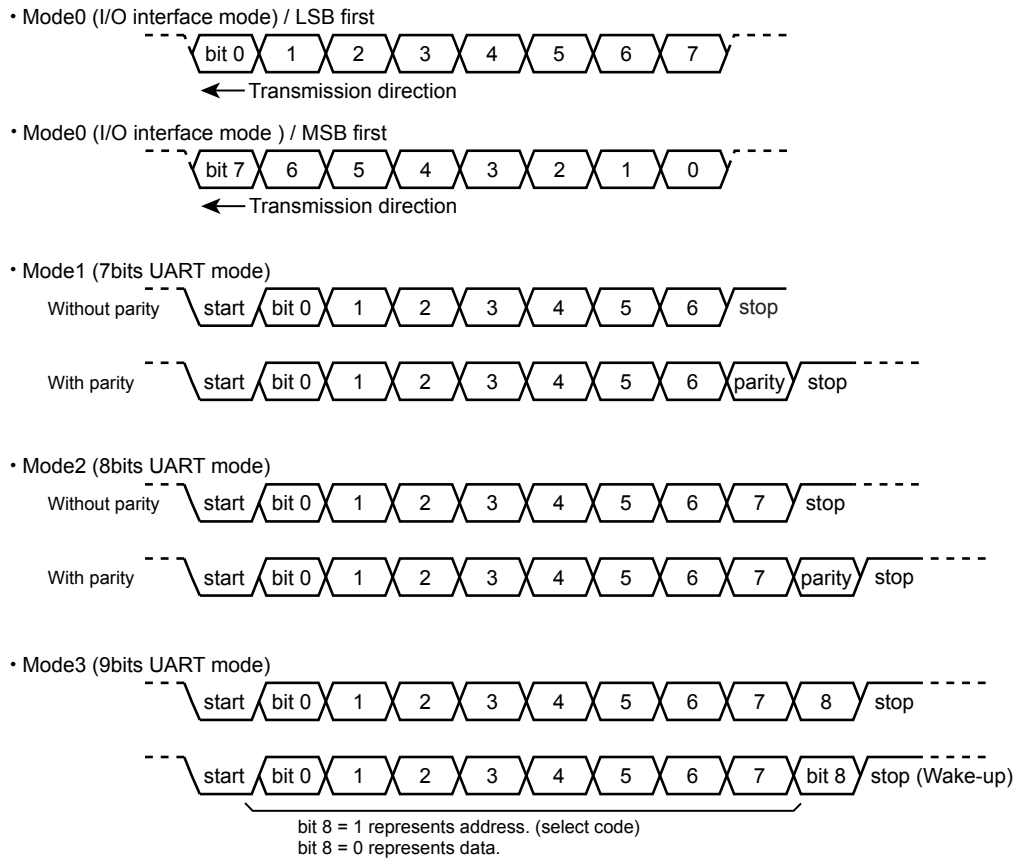 ・Mode0 (I/O interface mode) / LSB first
bit 0 1 2 3 4 5 6 7
Transmission direction
・Mode0 (I/O interface mode ) / MSB first
bit 7 6 5 4 3 2 1 0
Transmission direction
・Mode1 (7bits UART mode)
Without parity start bit 0 1 2 3 4 5 6 stop
With parity start bit 0 1 2 3 4 5 6 parity stop
・Mode2 (8bits UART mode)
Without parity start bit 0 1 2 3 4 5 6 7 stop
With parity start bit 0 1 2 3 4 5 6 7 parity stop
・Mode3 (9bits UART mode)
start bit 0 1 2 3 4 5 6 7 8 stop
start bit 0 1 2 3 4 5 6 7 bit 8 stop (Wake-up)
bit 8 = 1 represents address. (select code)
bit 8 = 0 represents data.